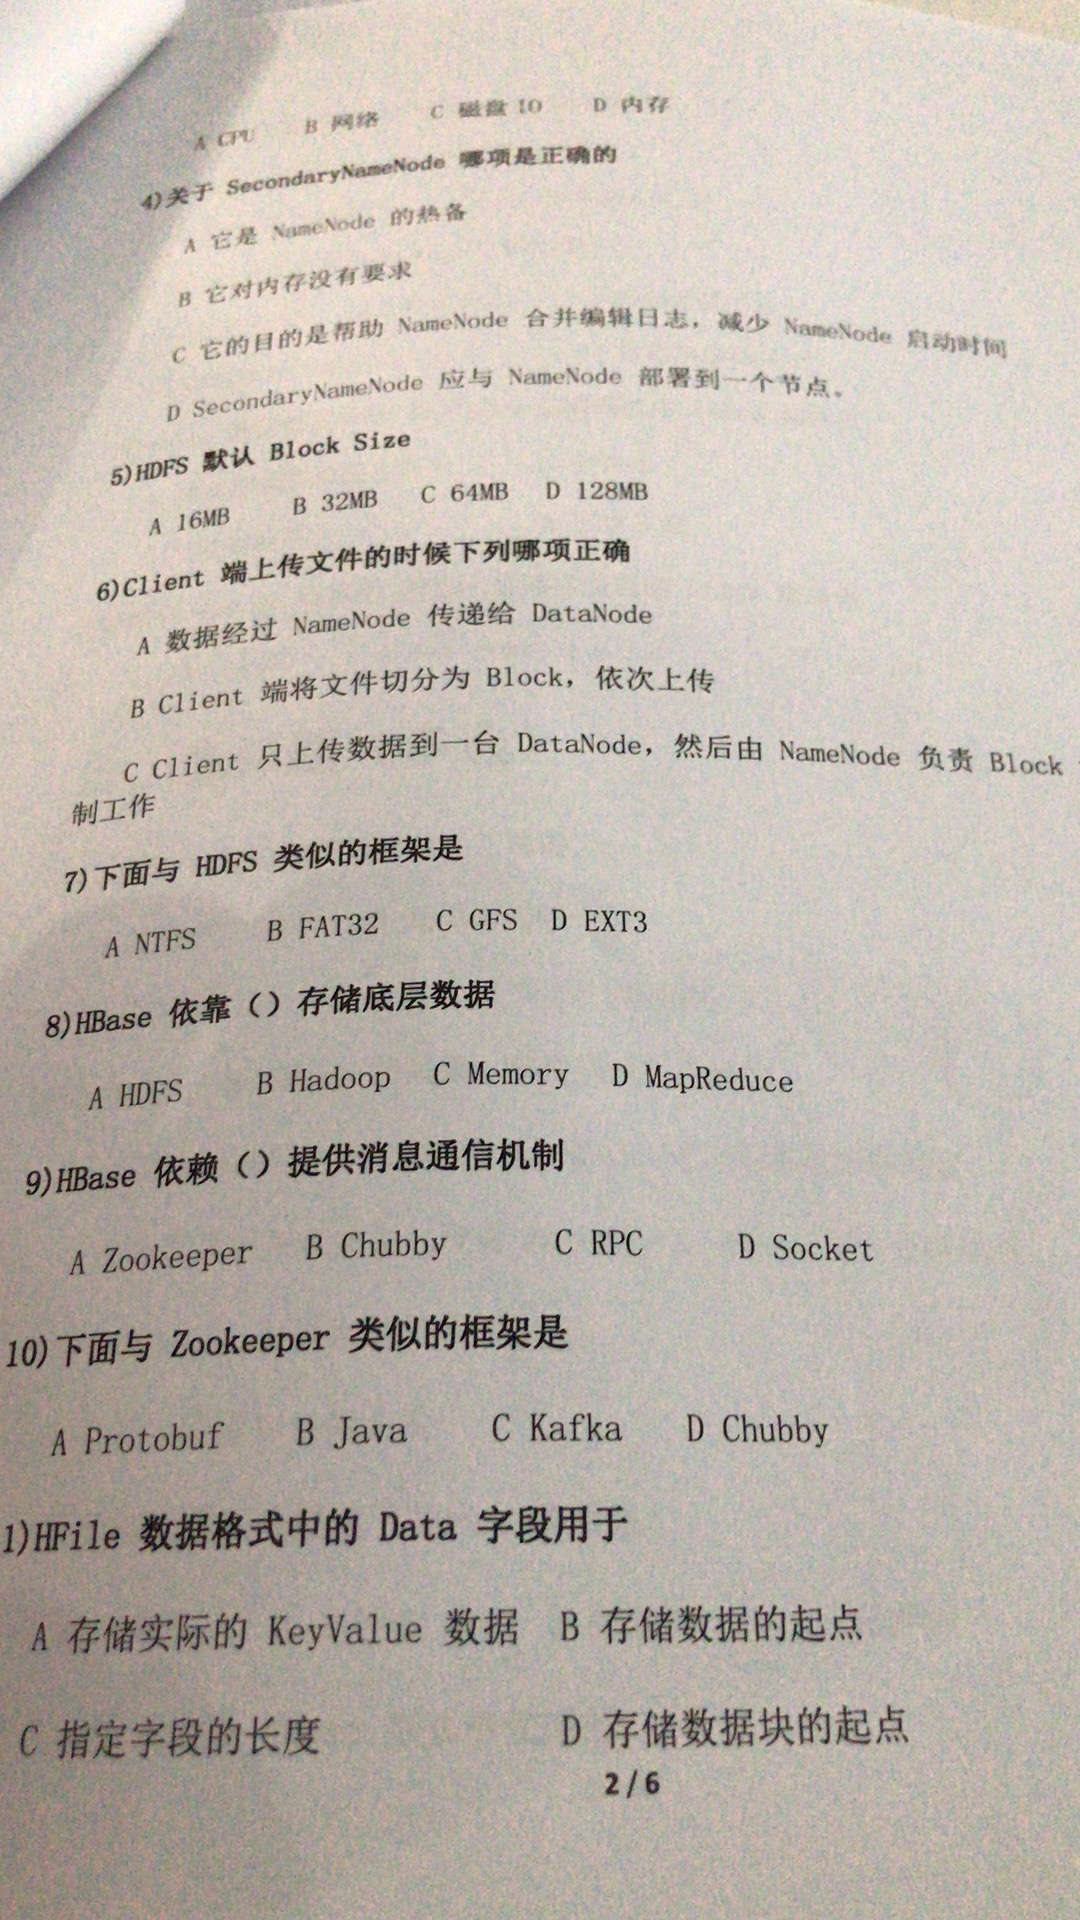 A CPU B 网络 C 磁盘 IO D 内存
4)关于 SecondaryNameNode 哪项是正确的
A 它是 NameNode 的热备
B 它对内存没有要求
C 它的目的是帮助 NameNode 合并编辑日志，减少 NameNode 启动时间
D SecondaryNameNode 应与 NameNode 部署到一个节点。
5)HDFS 默认 Block Size
A 16MB B 32MB C 64MB D 128MB
6)Client 端上传文件的时候下列哪项正确
A 数据经过 NameNode 传递给 DataNode
B Client 端将文件切分为 Block，依次上传
C Client 只上传数据到一台 DataNode，然后由 NameNode 负责 Block
制工作
7)下面与 HDFS 类似的框架是
A NTFS B FAT32 C GFS D EXT3
8)HBase 依靠（）存储底层数据
A HDFS B Hadoop C Memory D MapReduce
9)HBase 依赖（）提供消息通信机制
A Zookeeper B Chubby C RPC D Socket
10)下面与 Zookeeper 类似的框架是
A Protobuf B Java C Kafka D Chubby
1)HFile 数据格式中的 Data 字段用于
A 存储实际的 KeyValue 数据 B 存储数据的起点
C 指定字段的长度 D 存储数据块的起点
2 / 6